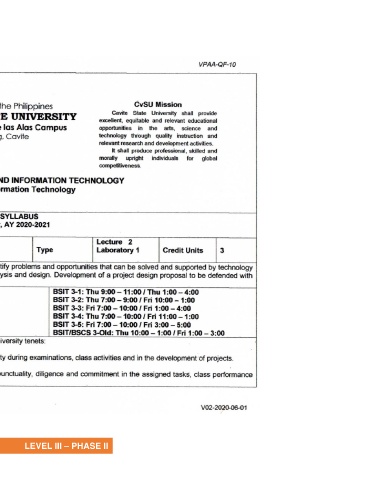 VPAA-QF-10
the Philippines
E UNIVERSITY
e las Alas Campus
g, Cavite
CvSU Mission
Cavite State University shall provide
excellent, equitable and relevant educational
opportunities in the arts, science and
technology through quality instruction and
relevant research and development activities.
It shall produce professional, skilled and
morally upright individuals for global
competitiveness.
ND INFORMATION TECHNOLOGY
ormation Technology
SYLLABUS
, AY 2020-2021
Type
Lecture 2
Laboratory 1
Credit Units
3
tify problems and opportunities that can be solved and supported by technology
ysis and design. Development of a project design proposal to be defended with
BSIT 3-1: Thu 9:00 – 11:00 / Thu 1:00 - 4:00
BSIT 3-2: Thu 7:00 – 9:00 / Fri 10:00 – 1:00
BSIT 3-3: Fri 7:00 – 10:00 / Fri 1:00 – 4:00
BSIT 3-4: Thu 7:00 – 10:00 / Fri 11:00 – 1:00
BSIT 3-5: Fri 7:00 – 10:00 / Fri 3:00 – 5:00
BSIT/BSCS 3-Old: Thu 10:00 – 1:00 / Fri 1:00 – 3:00
iversity tenets:
ty during examinations, class activities and in the development of projects.
punctuality, diligence and commitment in the assigned tasks, class performance
V02-2020-06-01
LEVEL III – PHASE II